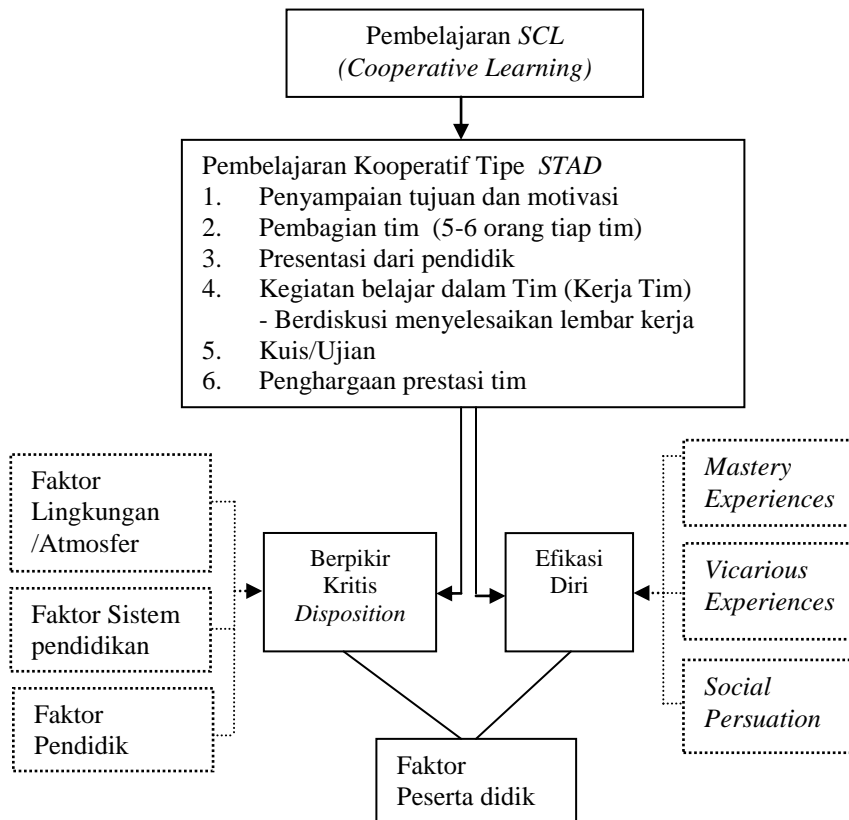 Pembelajaran SCL
(Cooperative Learning)
Pembelajaran Kooperatif Tipe STAD
1. Penyampaian tujuan dan motivasi
2. Pembagian tim (5-6 orang tiap tim)
3. Presentasi dari pendidik
4. Kegiatan belajar dalam Tim (Kerja Tim)
- Berdiskusi menyelesaikan lembar kerja
5. Kuis/Ujian
6. Penghargaan prestasi tim
Faktor
Lingkungan
/Atmosfer
Faktor Sistem
pendidikan
Faktor
Pendidik
Berpikir
Kritis
Disposition
Efikasi
Diri
Mastery
Experiences
Vicarious
Experiences
Social
Persuation
Faktor
Peserta didik